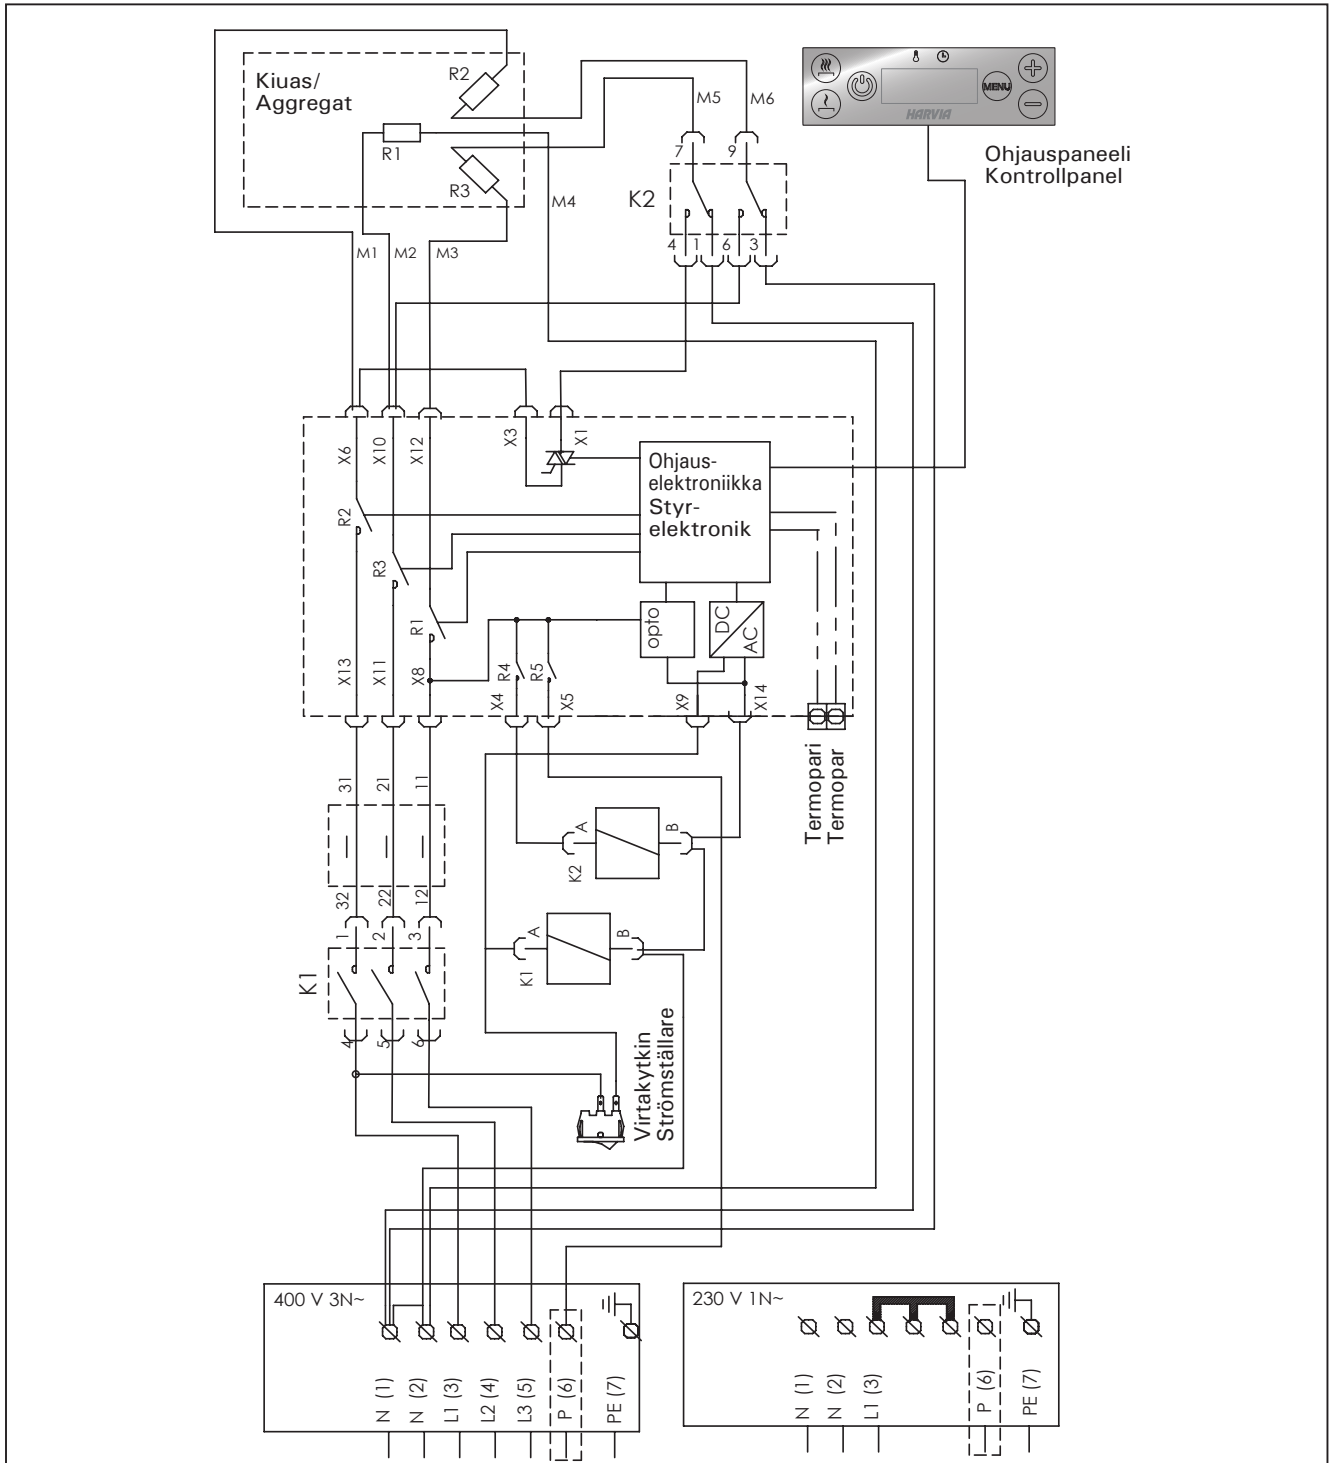 Kiuas/
Aggregat
R2
R1
R3
M5
M6
MENU
HARVIA
Ohjauspaneeli
Kontrollpanel
7
9
K2
M4
4
1
6
3
M1
M2
M3
X6
X10
X12
X3
X1
Ohjaus-
elektroniikka
Styr-
elektronik
R2
R3
R1
opto
DC
AC
X13
X11
X8
R4
R5
X4
X5
X9
X14
Termopari
Termopar
31
21
11
A
B
K2
32
22
12
1
2
3
A
B
K1
K1
4
5
6
Virtakytkin
Strömställare
400 V 3N~
N (1)
N (2)
L1 (3)
L2 (4)
L3 (5)
P (6)
PE (7)
230 V 1N~
N (1)
N (2)
L1 (3)
P (6)
PE (7)